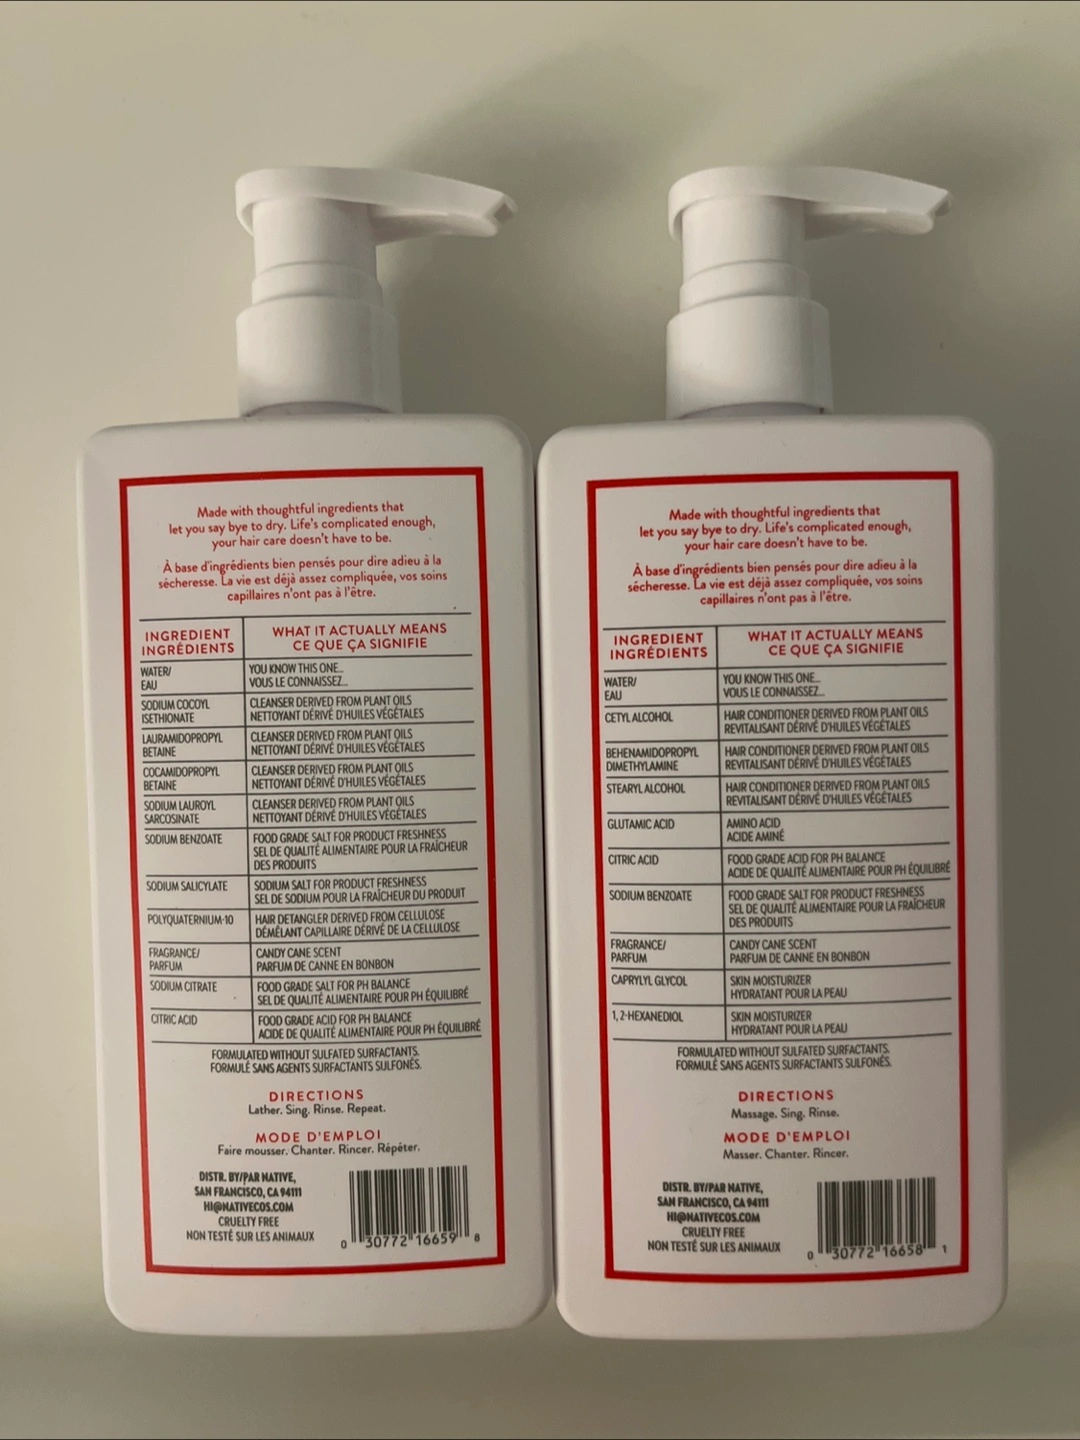 Made with thoughtful ingredients that
let you say bye to dry. Life's complicated enough,
your hair care doesn't have to be.
À base d'ingrédients bien pensés pour dire adieu à la
sécheresse. La vie est déjà assez compliquée, vos soins
capillaires n'ont pas à l'être.
INGREDIENT
INGRÉDIENTS
WHAT IT ACTUALLY MEANS
CE QUE ÇA SIGNIFIE
WATER/
EAU
YOU KNOW THIS ONE...
VOUS LE CONNAISSEZ...
SODIUM COCOYL
ISETHIONATE
CLEANSER DERIVED FROM PLANT OILS
NETTOYANT DÉRIVÉ D'HUILES VÉGÉTALES
LAURAMIDOPROPYL
BETAINE
CLEANSER DERIVED FROM PLANT OILS
NETTOYANT DÉRIVÉ D'HUILES VÉGÉTALES
COCAMIDOPROPYL
BETAINE
CLEANSER DERIVED FROM PLANT OILS
NETTOYANT DÉRIVÉ D'HUILES VÉGÉTALES
SODIUM LAUROYL
SARCOSINATE
CLEANSER DERIVED FROM PLANT OILS
NETTOYANT DÉRIVÉ D'HUILES VÉGÉTALES
SODIUM BENZOATE
FOOD GRADE SALT FOR PRODUCT FRESHNESS
SEL DE QUALITÉ ALIMENTAIRE POUR LA FRAÎCHEUR
DES PRODUITS
SODIUM SALICYLATE
SODIUM SALT FOR PRODUCT FRESHNESS
SEL DE SODIUM POUR LA FRAÎCHEUR DU PRODUIT
POLYQUATERNIUM-10
HAIR DETANGLER DERIVED FROM CELLULOSE
DÉMÊLANT CAPILLAIRE DÉRIVÉ DE LA CELLULOSE
FRAGRANCE/
PARFUM
CANDY CANE SCENT
PARFUM DE CANNE EN BONBON
SODIUM CITRATE
FOOD GRADE SALT FOR PH BALANCE
SEL DE QUALITÉ ALIMENTAIRE POUR PH ÉQUILIBRÉ
CITRIC ACID
FOOD GRADE ACID FOR PH BALANCE
ACIDE DE QUALITÉ ALIMENTAIRE POUR PH ÉQUILIBRÉ
FORMULATED WITHOUT SULFATED SURFACTANTS.
FORMULÉ SANS AGENTS SURFACTANTS SULFONÉS.
DIRECTIONS
Lather. Sing. Rinse. Repeat.
MODE D'EMPLOI
Faire mousser. Chanter. Rincer. Répéter.
DISTR. BY/PAR NATIVE,
SAN FRANCISCO, CA 94111
HI@NATIVECOS.COM
CRUELTY FREE
NON TESTÉ SUR LES ANIMAUX
0 30772 16659 8
Made with thoughtful ingredients that
let you say bye to dry. Life's complicated enough,
your hair care doesn't have to be.
À base d'ingrédients bien pensés pour dire adieu à la
sécheresse. La vie est déjà assez compliquée, vos soins
capillaires n'ont pas à l'être.
INGREDIENT
INGRÉDIENTS
WHAT IT ACTUALLY MEANS
CE QUE ÇA SIGNIFIE
WATER/
EAU
YOU KNOW THIS ONE...
VOUS LE CONNAISSEZ...
CETYL ALCOHOL
HAIR CONDITIONER DERIVED FROM PLANT OILS
REVITALISANT DÉRIVÉ D'HUILES VÉGÉTALES
BEHENAMIDOPROPYL
DIMETHYLAMINE
HAIR CONDITIONER DERIVED FROM PLANT OILS
REVITALISANT DÉRIVÉ D'HUILES VÉGÉTALES
STEARYL ALCOHOL
HAIR CONDITIONER DERIVED FROM PLANT OILS
REVITALISANT DÉRIVÉ D'HUILES VÉGÉTALES
GLUTAMIC ACID
AMINO ACID
ACIDE AMINÉ
CITRIC ACID
FOOD GRADE ACID FOR PH BALANCE
ACIDE DE QUALITÉ ALIMENTAIRE POUR PH ÉQUILIBRÉ
SODIUM BENZOATE
FOOD GRADE SALT FOR PRODUCT FRESHNESS
SEL DE QUALITÉ ALIMENTAIRE POUR LA FRAÎCHEUR
DES PRODUITS
FRAGRANCE/
PARFUM
CANDY CANE SCENT
PARFUM DE CANNE EN BONBON
CAPRYLYL GLYCOL
SKIN MOISTURIZER
HYDRATANT POUR LA PEAU
1, 2-HEXANEDIOL
SKIN MOISTURIZER
HYDRATANT POUR LA PEAU
FORMULATED WITHOUT SULFATED SURFACTANTS.
FORMULÉ SANS AGENTS SURFACTANTS SULFONÉS.
DIRECTIONS
Massage. Sing. Rinse.
MODE D'EMPLOI
Masser. Chanter. Rincer.
DISTR. BY/PAR NATIVE,
SAN FRANCISCO, CA 94111
HI@NATIVECOS.COM
CRUELTY FREE
NON TESTÉ SUR LES ANIMAUX
0 30772 16658 1